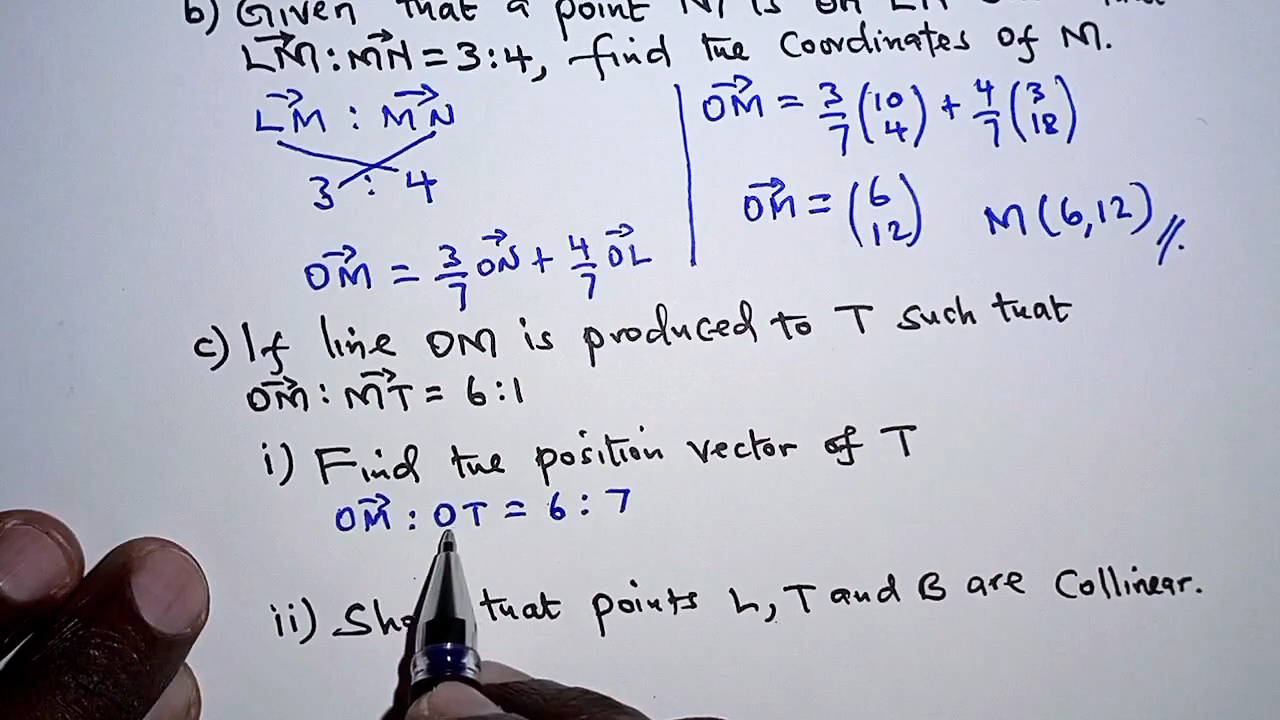 b) Given that a point M is on LN
LM : MN = 3:4, find the coordinates of M.
LM : MN
3 : 4
OM = 3/7 ON + 4/7 OL
OM = 3/7 (10 4) + 4/7 (3 18)
OM = (6 12) M(6,12)//.
c) If line OM is produced to T such that
OM : MT = 6:1
i) Find the position vector of T
OM : OT = 6 : 7
ii) that points L, T and B are Collinear.